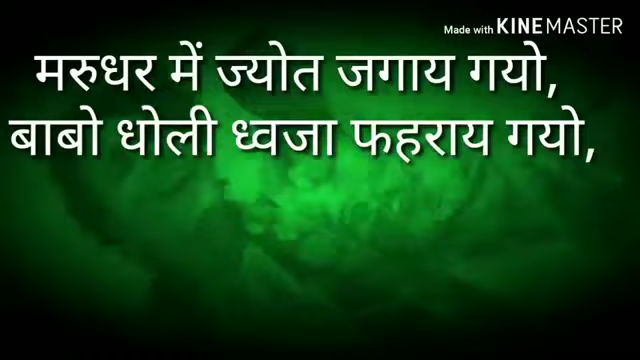 Made with KINEMASTER
मरुधर में ज्योत जगाय गयो,
बाबो धोली ध्वजा फहराय गयो,